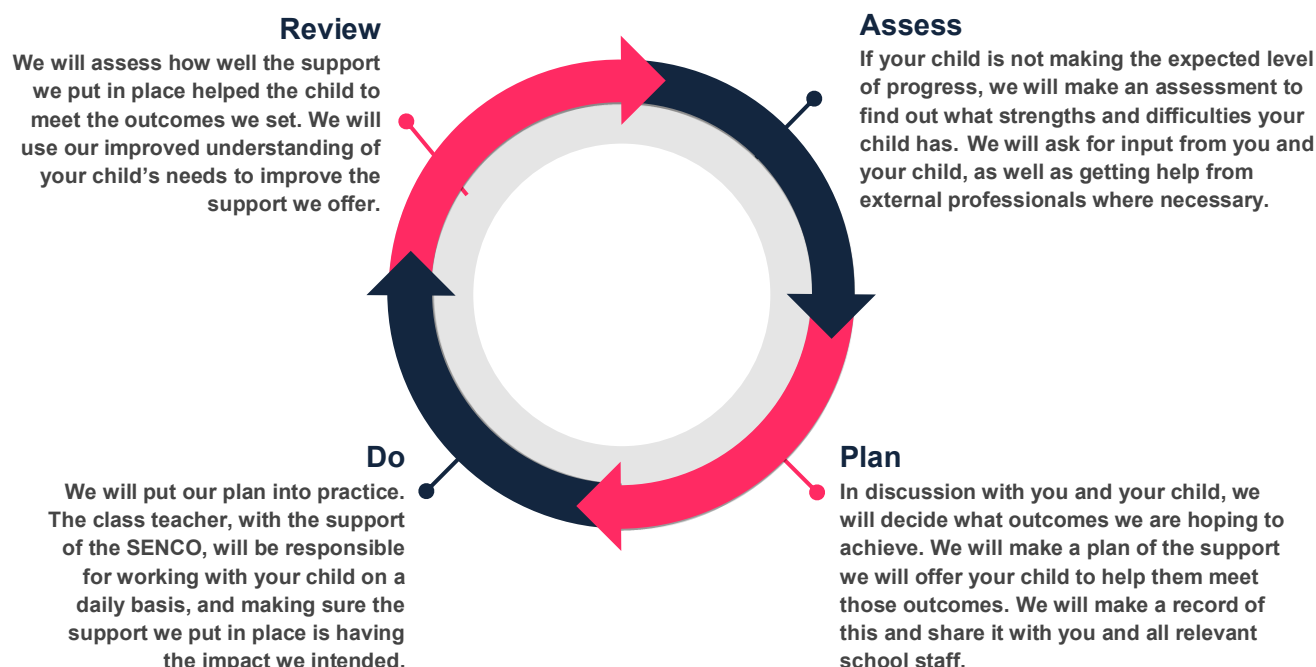 Review
We will assess how well the support
we put in place helped the child to
meet the outcomes we set. We will
use our improved understanding of
your child’s needs to improve the
support we offer.
Assess
If your child is not making the expected level
of progress, we will make an assessment to
find out what strengths and difficulties your
child has. We will ask for input from you and
your child, as well as getting help from
external professionals where necessary.
Do
We will put our plan into practice.
The class teacher, with the support
of the SENCO, will be responsible
for working with your child on a
daily basis, and making sure the
support we put in place is having
the impact we intended.
Plan
In discussion with you and your child, we
will decide what outcomes we are hoping to
achieve. We will make a plan of the support
we will offer your child to help them meet
those outcomes. We will make a record of
this and share it with you and all relevant
school staff.